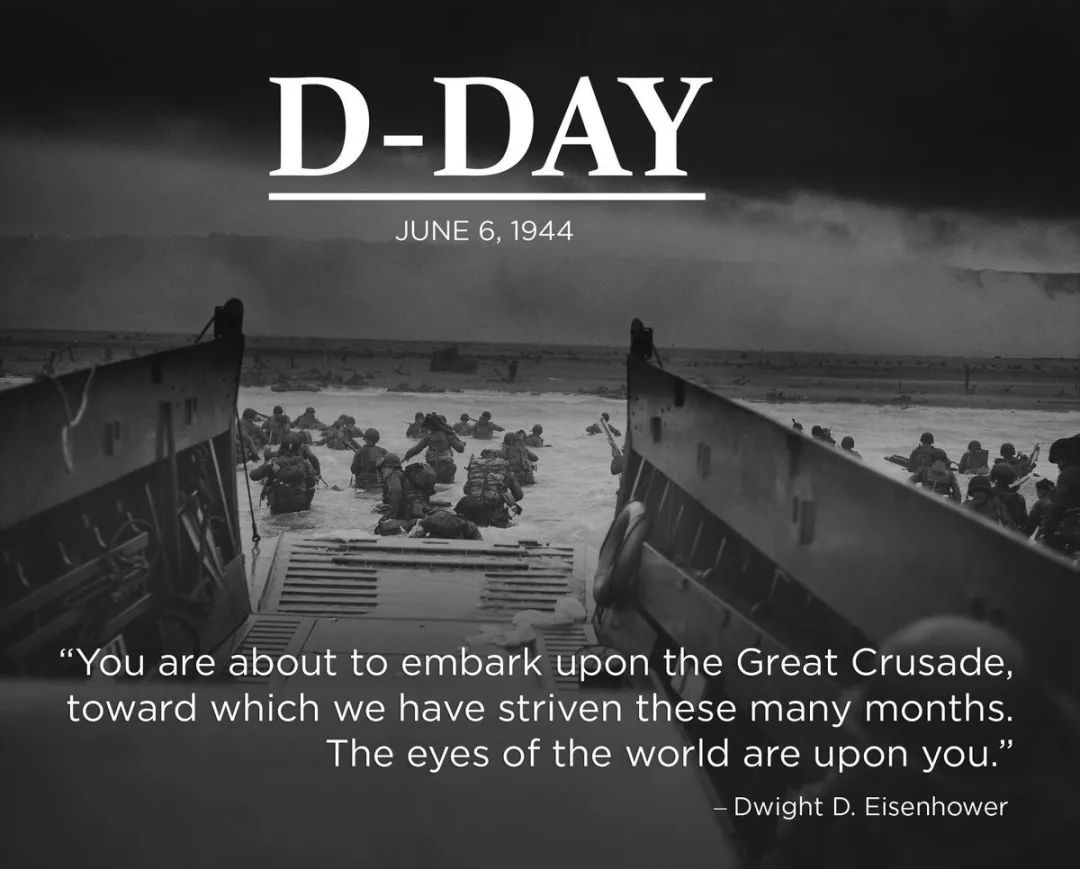 D-DAY
JUNE 6, 1944
“You are about to embark upon the Great Crusade,
toward which we have striven these many months.
The eyes of the world are upon you.”
– Dwight D. Eisenhower